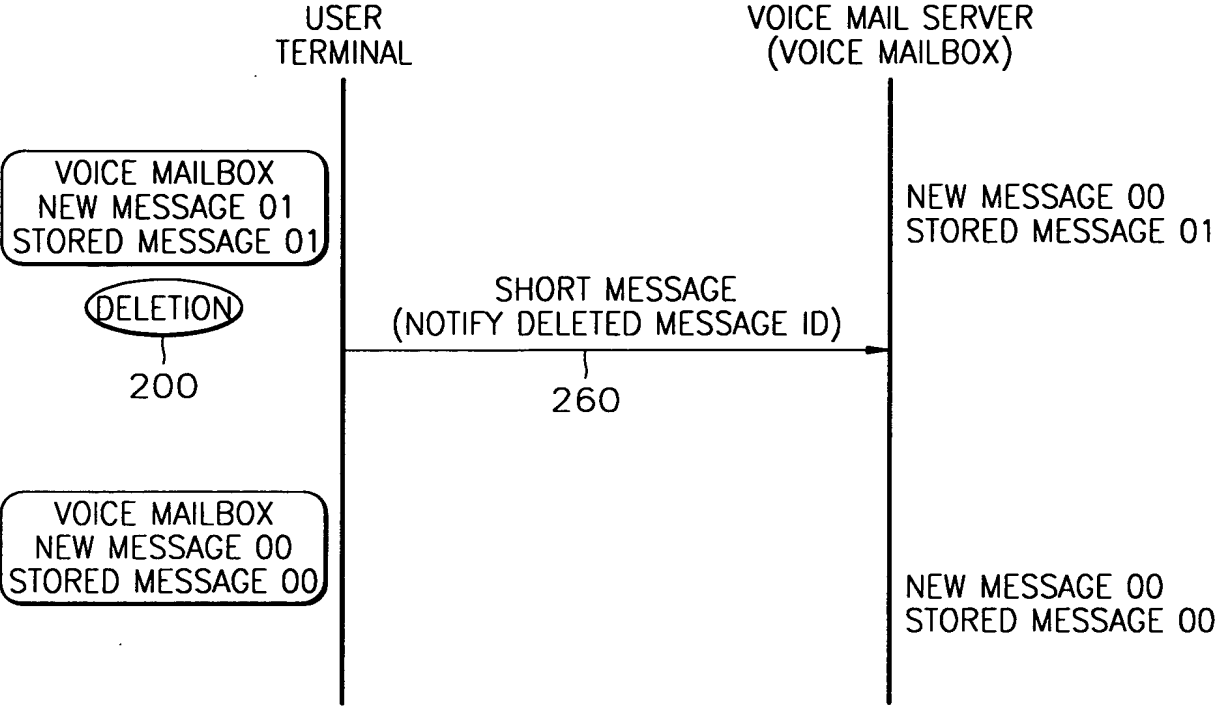 USER
TERMINAL
VOICE MAIL SERVER
(VOICE MAILBOX)
VOICE MAILBOX
NEW MESSAGE 01
STORED MESSAGE 01
NEW MESSAGE 00
STORED MESSAGE 01
DELETION
200
SHORT MESSAGE
(NOTIFY DELETED MESSAGE ID)
260
VOICE MAILBOX
NEW MESSAGE 00
STORED MESSAGE 00
NEW MESSAGE 00
STORED MESSAGE 00